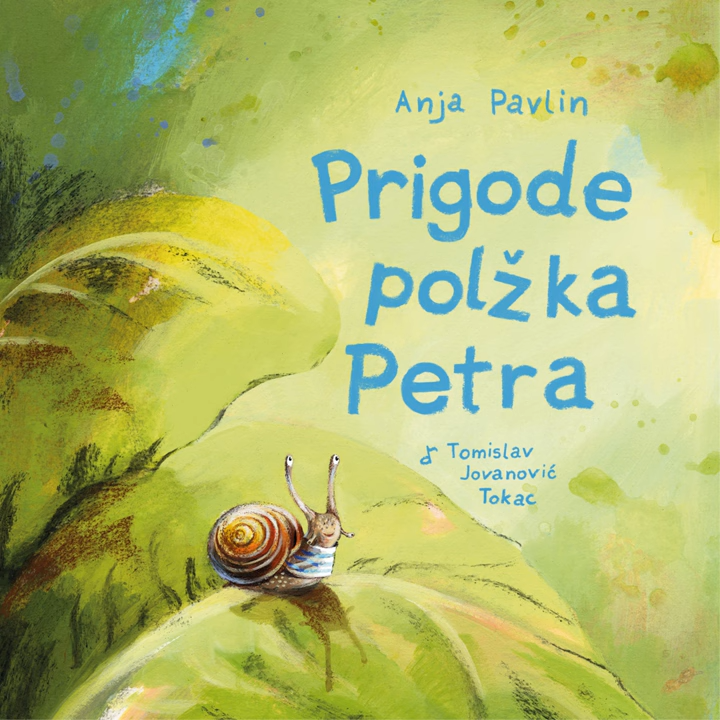 Anja Pavlin
Prigode
polžka
Petra
Tomislav
Jovanović
Tokac